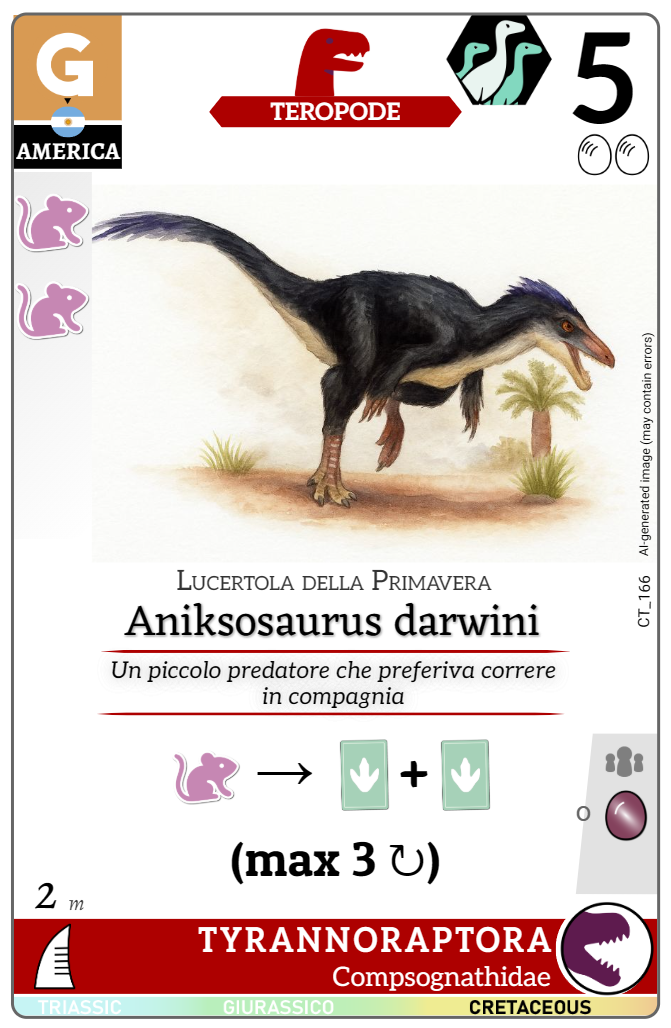 G
AMERICA
TEROPODE
5
AI-generated image (may contain errors)
CT_166
Lucertola della Primavera
Aniksosaurus darwini
Un piccolo predatore che preferiva correre
in compagnia
→ +
(max 3 ↻)
O
2 m
TYRANNORAPTORA
Compsognathidae
TRIASSIC GIURASSICO CRETACEOUS